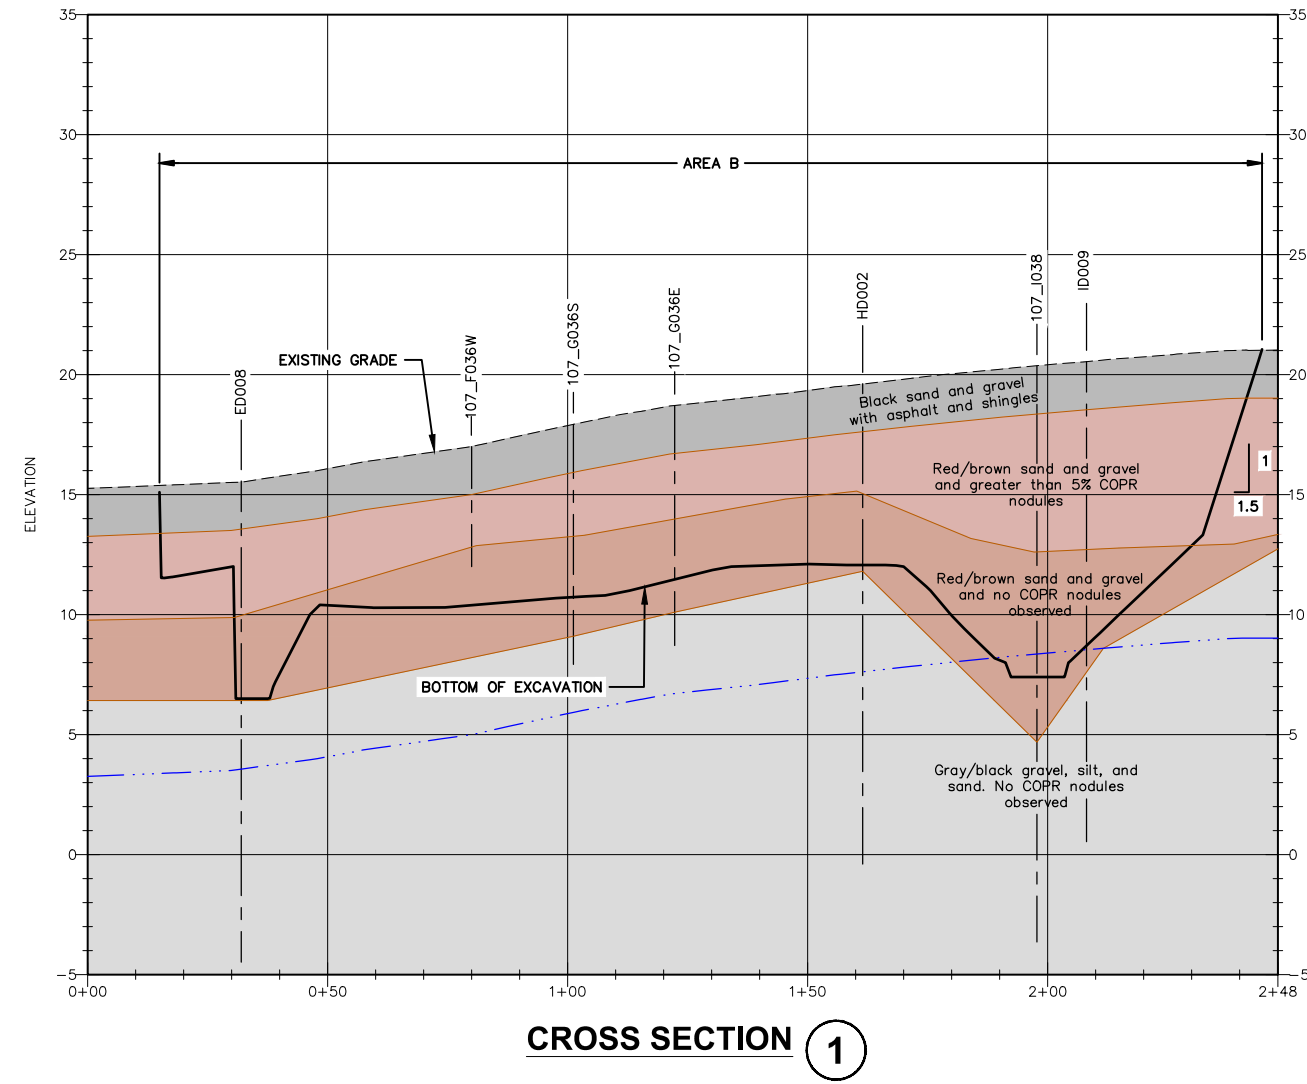 35
35
30
30
AREA B
25
25
107_I038
ID009
HD002
107_G036E
107_G036S
107_F036W
ED008
EXISTING GRADE
20
20
Black sand and gravel
with asphalt and shingles
Red/brown sand and gravel
and greater than 5% COPR
nodules
1
1.5
15
15
ELEVATION
Red/brown sand and gravel
and no COPR nodules
observed
10
10
BOTTOM OF EXCAVATION
5
5
Gray/black gravel, silt, and
sand. No COPR nodules
observed
0
0
-5
-5
0+00
0+50
1+00
1+50
2+00
2+48
CROSS SECTION
1